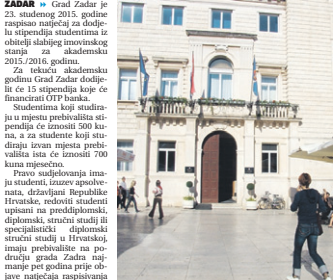 ZADAR » Grad Zadar je
23. studenog 2015. godine
raspisao natječaj za dodje-
lu stipendija studentima iz
obitelji slabijeg imovinskog
stanja za akademsku
2015./2016. godinu.
Za tekuću akademsku
godinu Grad Zadar dodije-
lit će 15 stipendija koje će
financirati OTP banka.
Studentima koji studira-
ju u mjestu prebivališta sti-
pendija će iznositi 500 ku-
na, a za studente koji stu-
diraju izvan mjesta prebi-
vališta ista će iznositi 700
kuna mjesečno.
Pravo sudjelovanja ima-
ju studenti, izuzev apsolve-
nata, državljani Republike
Hrvatske, redoviti studenti
upisani na preddiplomski,
diplomski, stručni studij ili
specijalistički diplomski
stručni studij u Hrvatskoj,
imaju prebivalište na po-
dručju grada Zadra naj-
manje pet godina prije ob-
jave natječaja raspisivanja